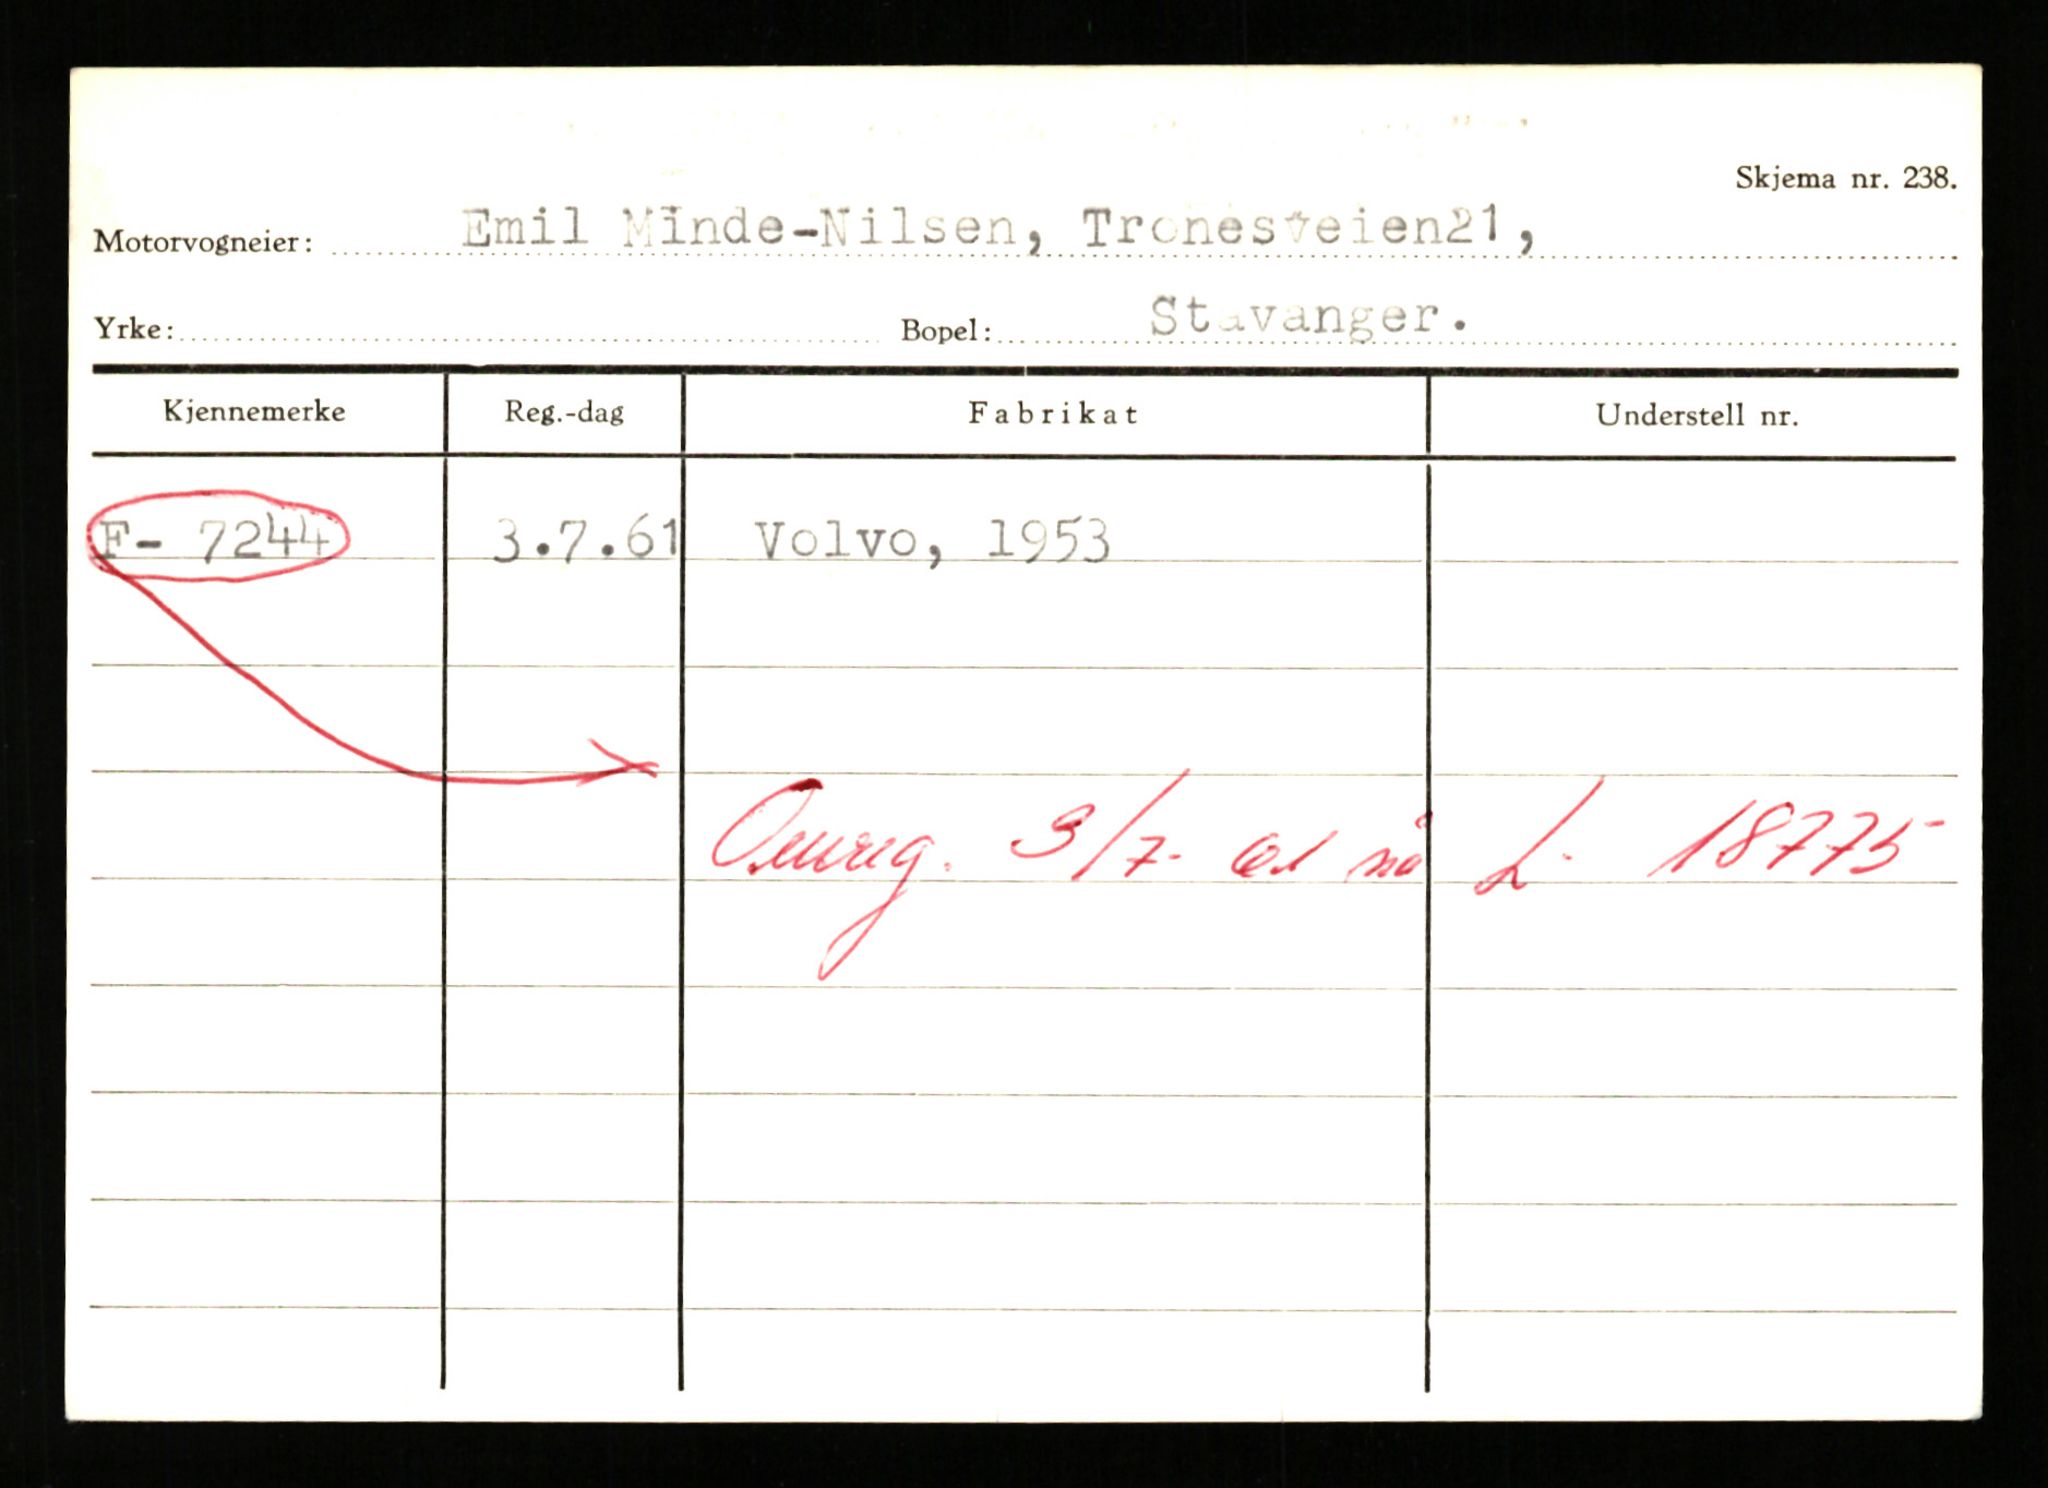 Skjema nr. 238.
Motorvogneier: Emil Minde-Nilsen, Tronesveien21,
Yrke: Bopel: Stavanger.
Kjennemerke Reg.-dag Fabrikat Understell nr.
F- 7244 3.7.61 Volvo, 1953
Omreg. 3/7- nå L- 18775